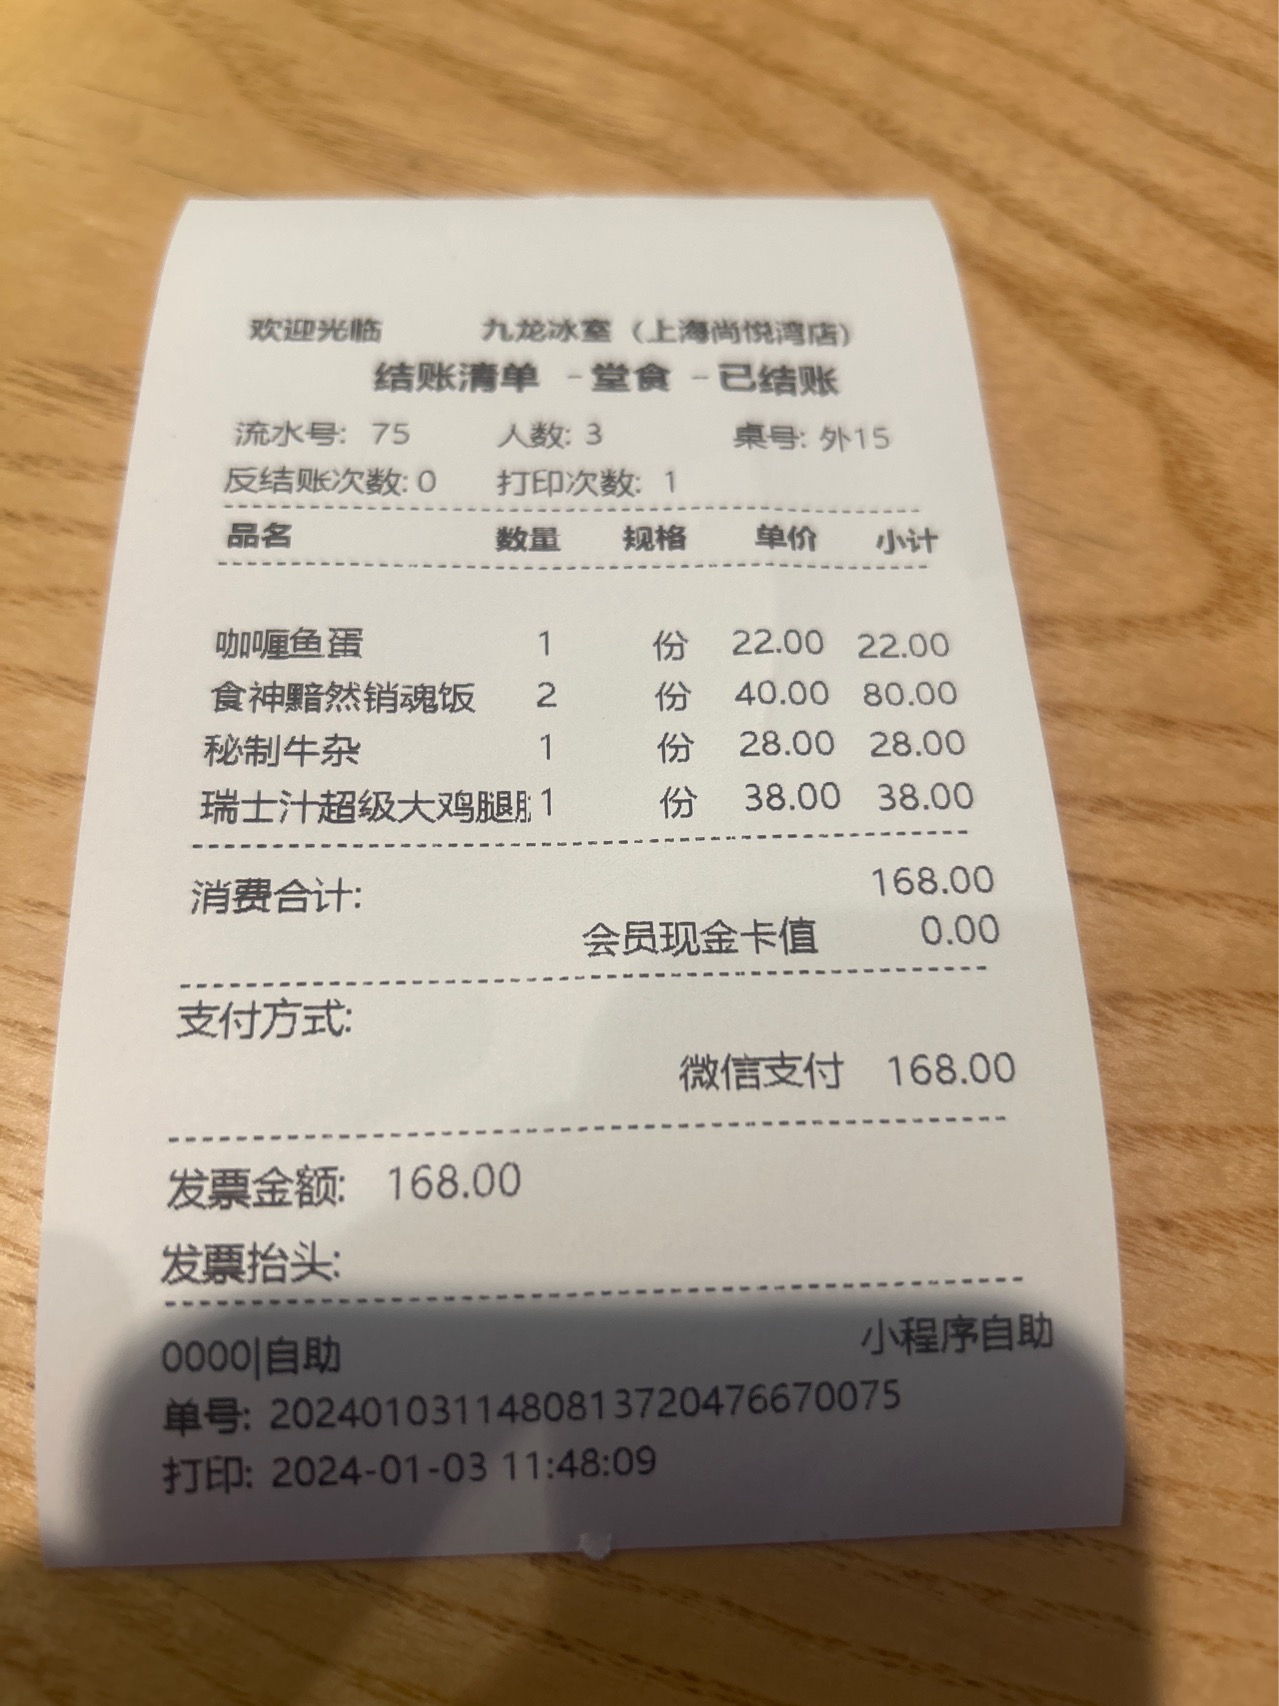 欢迎光临 九龙冰室（上海尚悦湾店）
结账清单 - 堂食 - 已结账
流水号: 75 人数: 3 桌号: 外15
反结账次数: 0 打印次数: 1
品名 数量 规格 单价 小计
咖喱鱼蛋 1 份 22.00 22.00
食神黯然销魂饭 2 份 40.00 80.00
秘制牛杂 1 份 28.00 28.00
瑞士汁超级大鸡腿 1 份 38.00 38.00
消费合计: 168.00
会员现金卡值 0.00
支付方式:
微信支付 168.00
发票金额: 168.00
发票抬头:
0000|自助 小程序自助
单号: 2024010311480813720476670075
打印: 2024-01-03 11:48:09